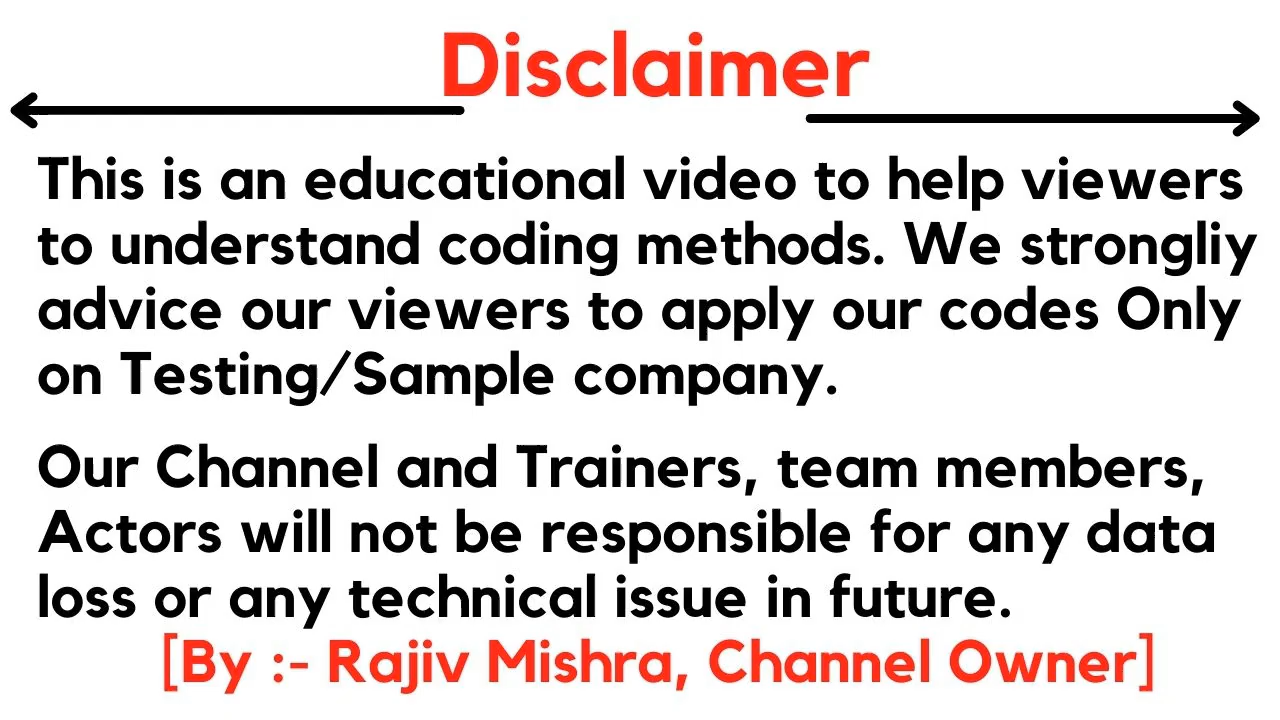 Disclaimer
This is an educational video to help viewers
to understand coding methods. We strongliy
advice our viewers to apply our codes Only
on Testing/Sample company.
Our Channel and Trainers, team members,
Actors will not be responsible for any data
loss or any technical issue in future.
[By :- Rajiv Mishra, Channel Owner]